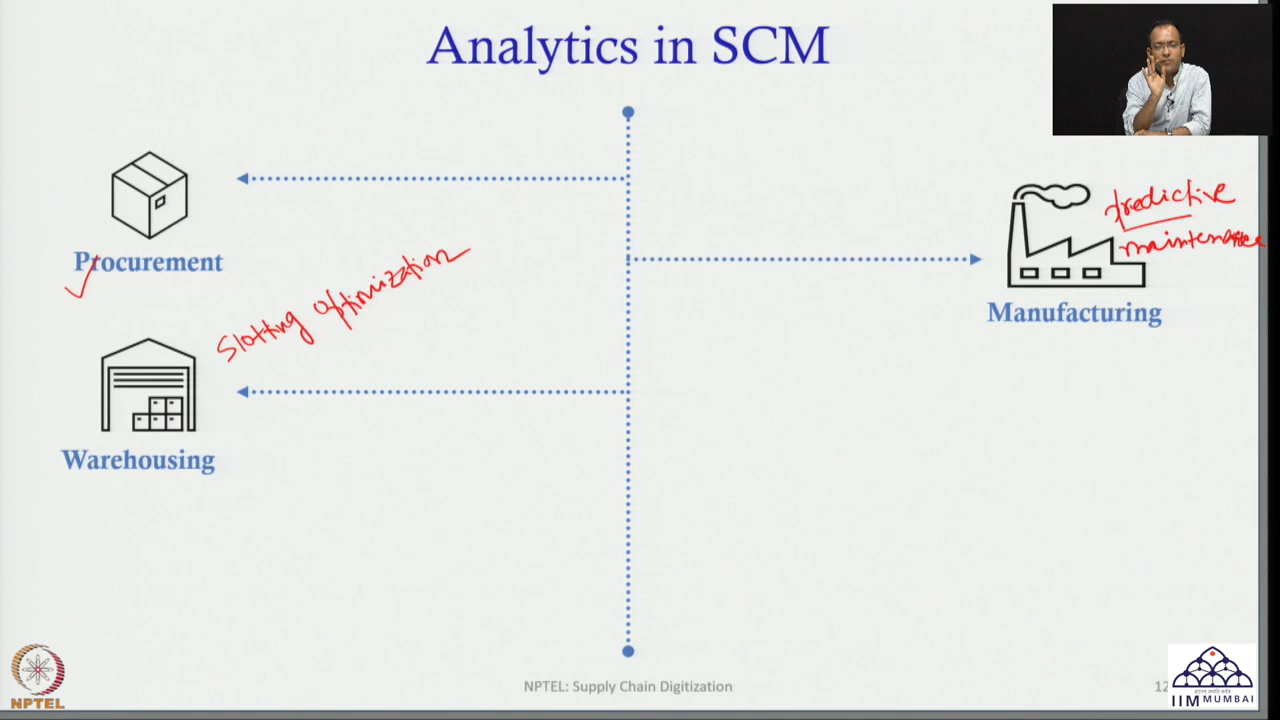 Analytics in SCM
Procurement
predictive
maintenance
Manufacturing
Slotting optimization
Warehousing
NPTEL
NPTEL: Supply Chain Digitization
12
IIM MUMBAI